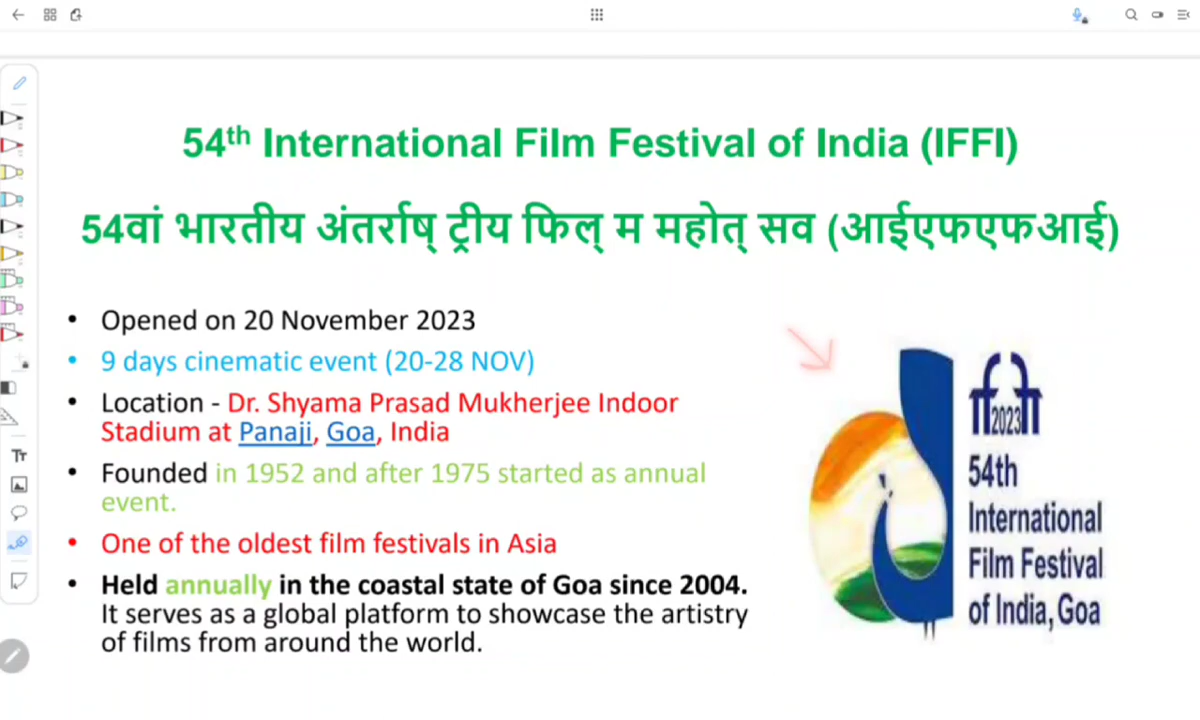 54th International Film Festival of India (IFFI)
54वां भारतीय अंतर्राष् ट्रीय फिल् म महोत् सव (आईएफएफआई)
• Opened on 20 November 2023
• 9 days cinematic event (20-28 NOV)
• Location - Dr. Shyama Prasad Mukherjee Indoor
Stadium at Panaji, Goa, India
• Founded in 1952 and after 1975 started as annual
event.
• One of the oldest film festivals in Asia
• Held annually in the coastal state of Goa since 2004.
It serves as a global platform to showcase the artistry
of films from around the world.
2023
54th
International
Film Festival
of India, Goa
Tт